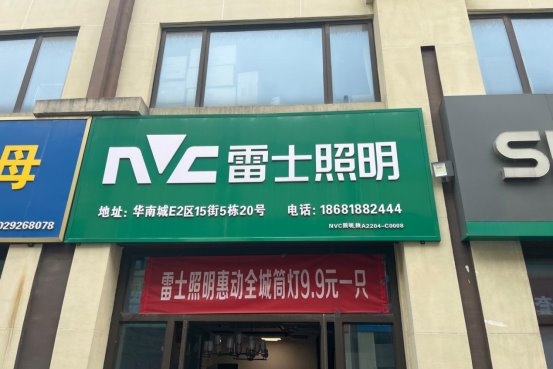 nvc 雷士照明
地址：华南城E2区15街5栋20号 电话：18681882444
雷士照明惠动全城筒灯9.9元一只
母
029268078
S